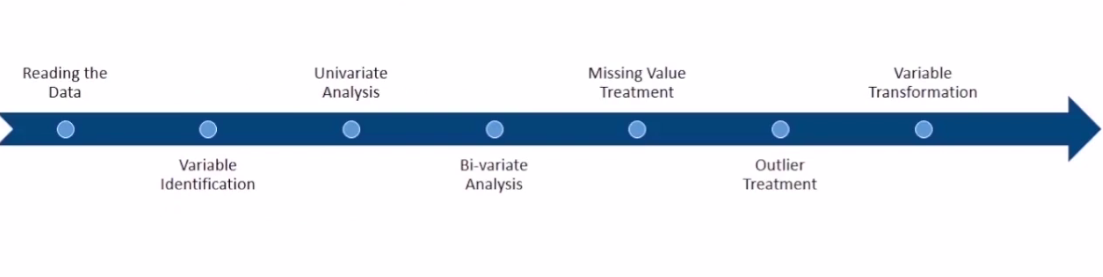 Reading the
Data
Variable
Identification
Univariate
Analysis
Bi-variate
Analysis
Missing Value
Treatment
Outlier
Treatment
Variable
Transformation